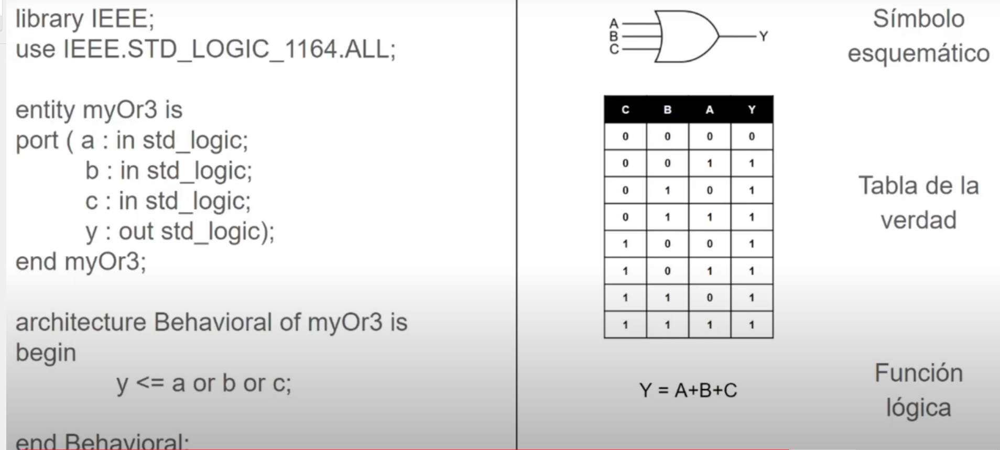 library IEEE;
use IEEE.STD_LOGIC_1164.ALL;
entity myOr3 is
port ( a : in std_logic;
b : in std_logic;
c : in std_logic;
y : out std_logic);
end myOr3;
architecture Behavioral of myOr3 is
begin
y <= a or b or c;
end Behavioral;
A
B
C
Y
Símbolo
esquemático
C B A Y
0 0 0 0
0 0 1 1
0 1 0 1
0 1 1 1
1 0 0 1
1 0 1 1
1 1 0 1
1 1 1 1
Tabla de la
verdad
Y = A+B+C
Función
lógica